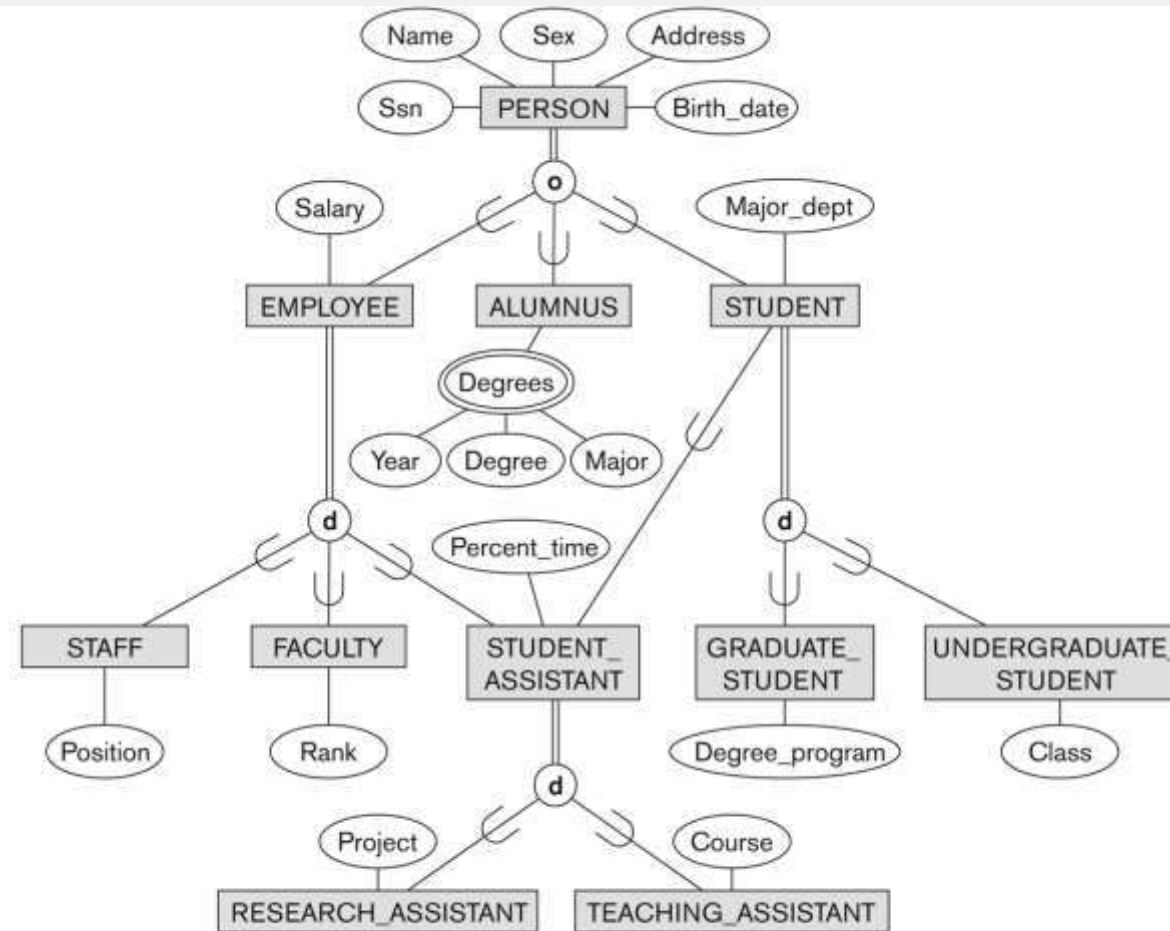 Name
Sex
Address
Ssn
PERSON
Birth_date
o
Salary
Major_dept
EMPLOYEE
ALUMNUS
STUDENT
Degrees
Year
Degree
Major
d
d
Percent_time
STAFF
FACULTY
STUDENT_
ASSISTANT
GRADUATE_
STUDENT
UNDERGRADUATE_
STUDENT
Position
Rank
Degree_program
Class
d
Project
Course
RESEARCH_ASSISTANT
TEACHING_ASSISTANT